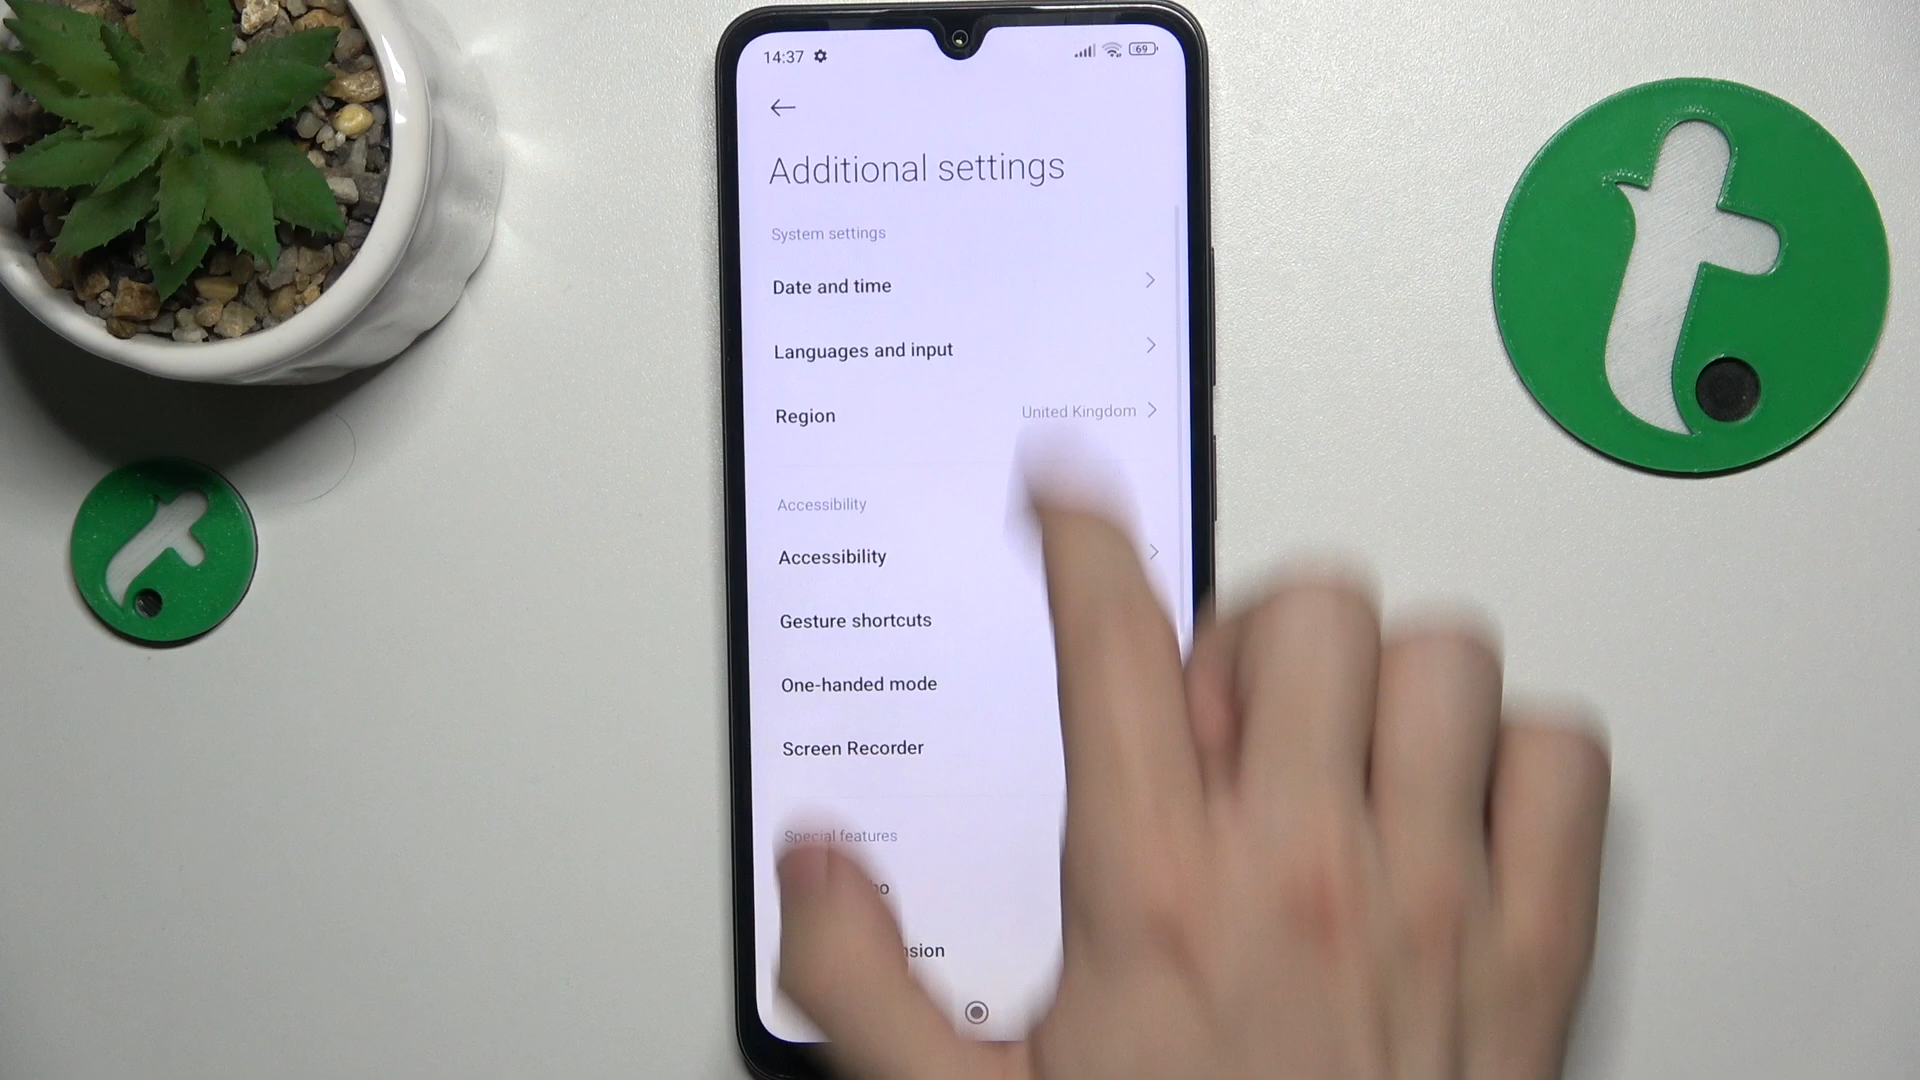 14:37
69
Additional settings
System settings
Date and time
Languages and input
Region United Kingdom
Accessibility
Accessibility
Gesture shortcuts
One-handed mode
Screen Recorder
Special features